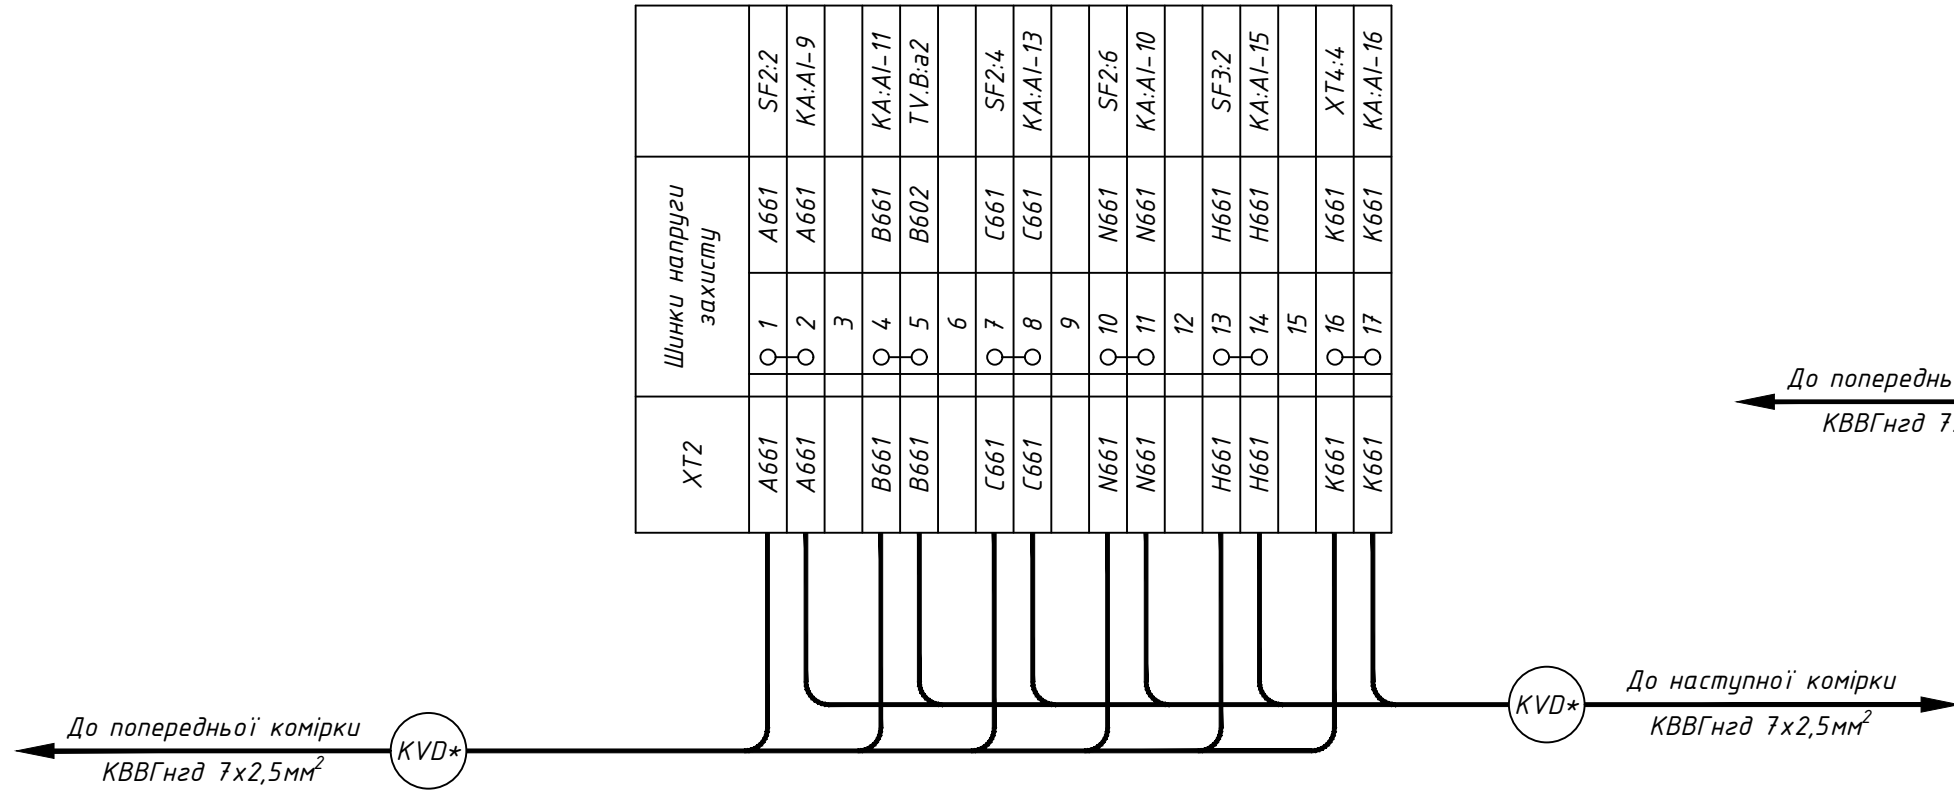 SF2:2
KA:AI-9
KA:AI-11
TV.B:a2
SF2:4
KA:AI-13
SF2:6
KA:AI-10
SF3:2
KA:AI-15
XT4:4
KA:AI-16
Шинки напруги
захисту
A661
A661
B661
B602
C661
C661
N661
N661
H661
H661
K661
K661
1
2
3
4
5
6
7
8
9
10
11
12
13
14
15
16
17
XT2
A661
A661
B661
B661
C661
C661
N661
N661
H661
H661
K661
K661
До попередньої комірки
КВВГнгд 7х2,5мм²
KVD*
KVD*
До наступної комірки
КВВГнгд 7х2,5мм²
До попереднь
КВВГнгд 7